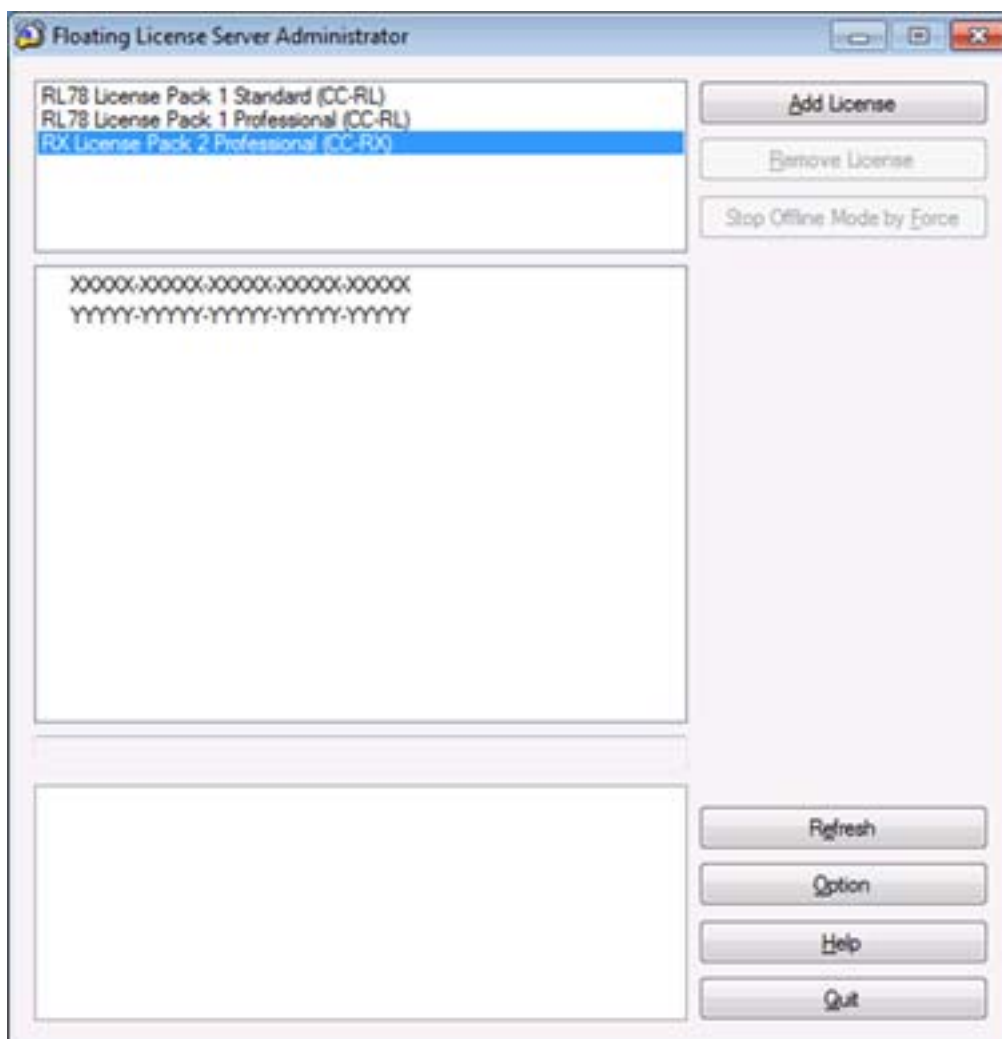 Floating License Server Administrator
RL78 License Pack 1 Standard (CC-RL)
RL78 License Pack 1 Professional (CC-RL)
RX License Pack 2 Professional (CC-RX)
Add License
Remove License
Stop Offline Mode by Force
XXXXX-XXXXX-XXXXX-XXXXX-XXXXX
YYYYY-YYYYY-YYYYY-YYYYY-YYYYY
Refresh
Option
Help
Quit